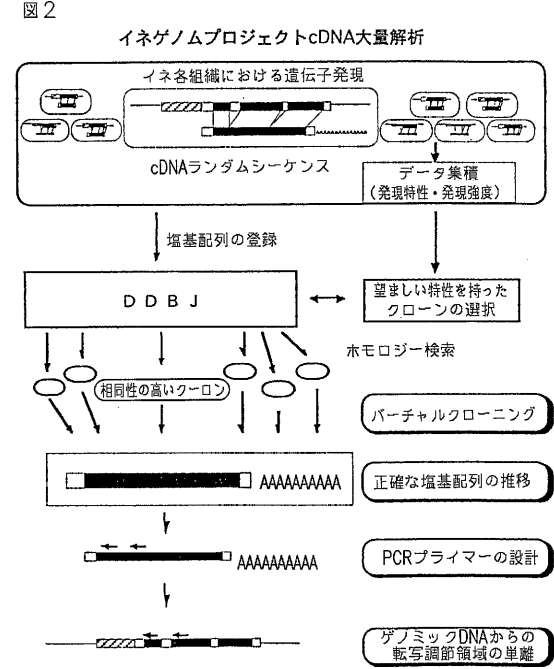 図2
イネゲノムプロジェクトcDNA大量解析
イネ各組織における遺伝子発現
cDNAランダムシーケンス
データ集積
(発現特性・発現強度)
塩基配列の登録
DDBJ
望ましい特性を持った
クローンの選択
ホモロジー検索
相同性の高いクーロン
バーチャルクローニング
AAAAAAAAAA
正確な塩基配列の推移
AAAAAAAAAA
PCRプライマーの設計
ゲノミックDNAからの
転写調節領域の単離